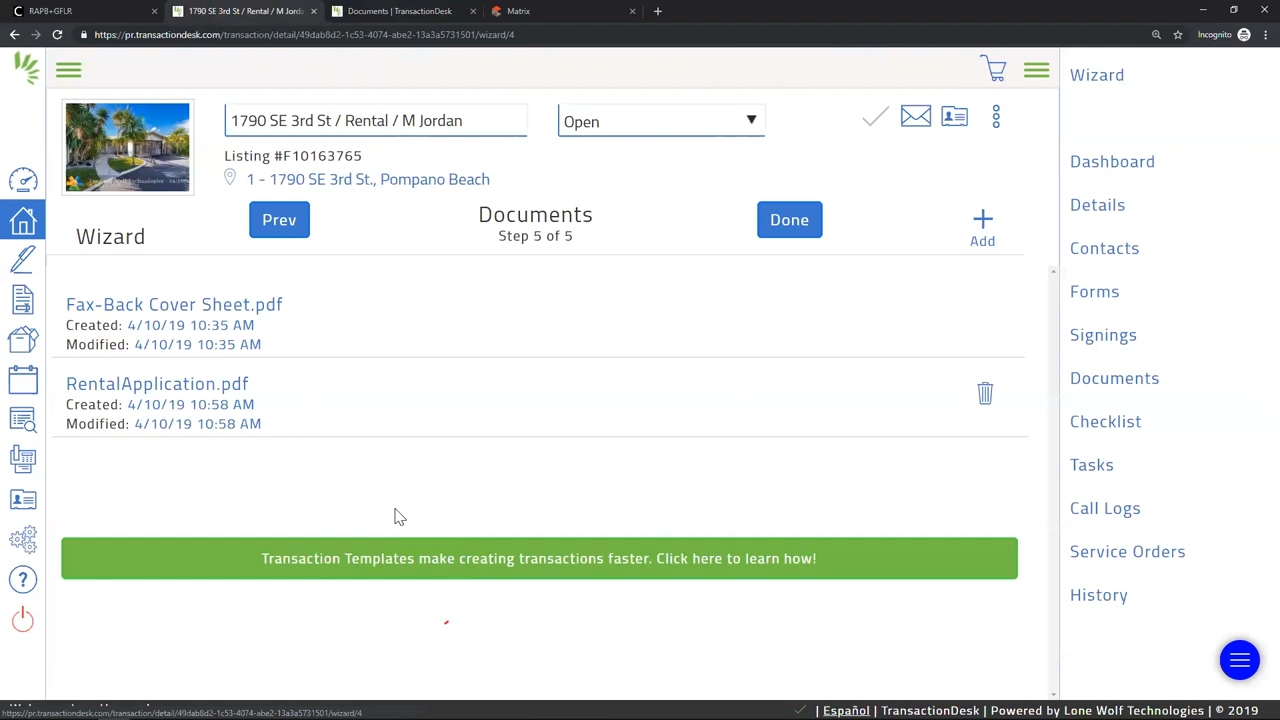 RAPB+GFLR
1790 SE 3rd St / Rental / M Jorda
Documents | TransactionDesk
Matrix
https://pr.transactiondesk.com/transaction/detail/49dab8d2-1c53-4074-abe2-13a3a5731501/wizard/4
Incognito
1790 SE 3rd St / Rental / M Jordan
Open
Listing #F10163765
1 - 1790 SE 3rd St., Pompano Beach
Wizard
Prev
Documents
Step 5 of 5
Done
Add
Fax-Back Cover Sheet.pdf
Created: 4/10/19 10:35 AM
Modified: 4/10/19 10:35 AM
RentalApplication.pdf
Created: 4/10/19 10:58 AM
Modified: 4/10/19 10:58 AM
Transaction Templates make creating transactions faster. Click here to learn how!
Wizard
Dashboard
Details
Contacts
Forms
Signings
Documents
Checklist
Tasks
Call Logs
Service Orders
History
https://pr.transactiondesk.com/transaction/detail/49dab8d2-1c53-4074-abe2-13a3a5731501/wizard/4
| Español | TransactionDesk | Powered by Lone Wolf Technologies | © 2019